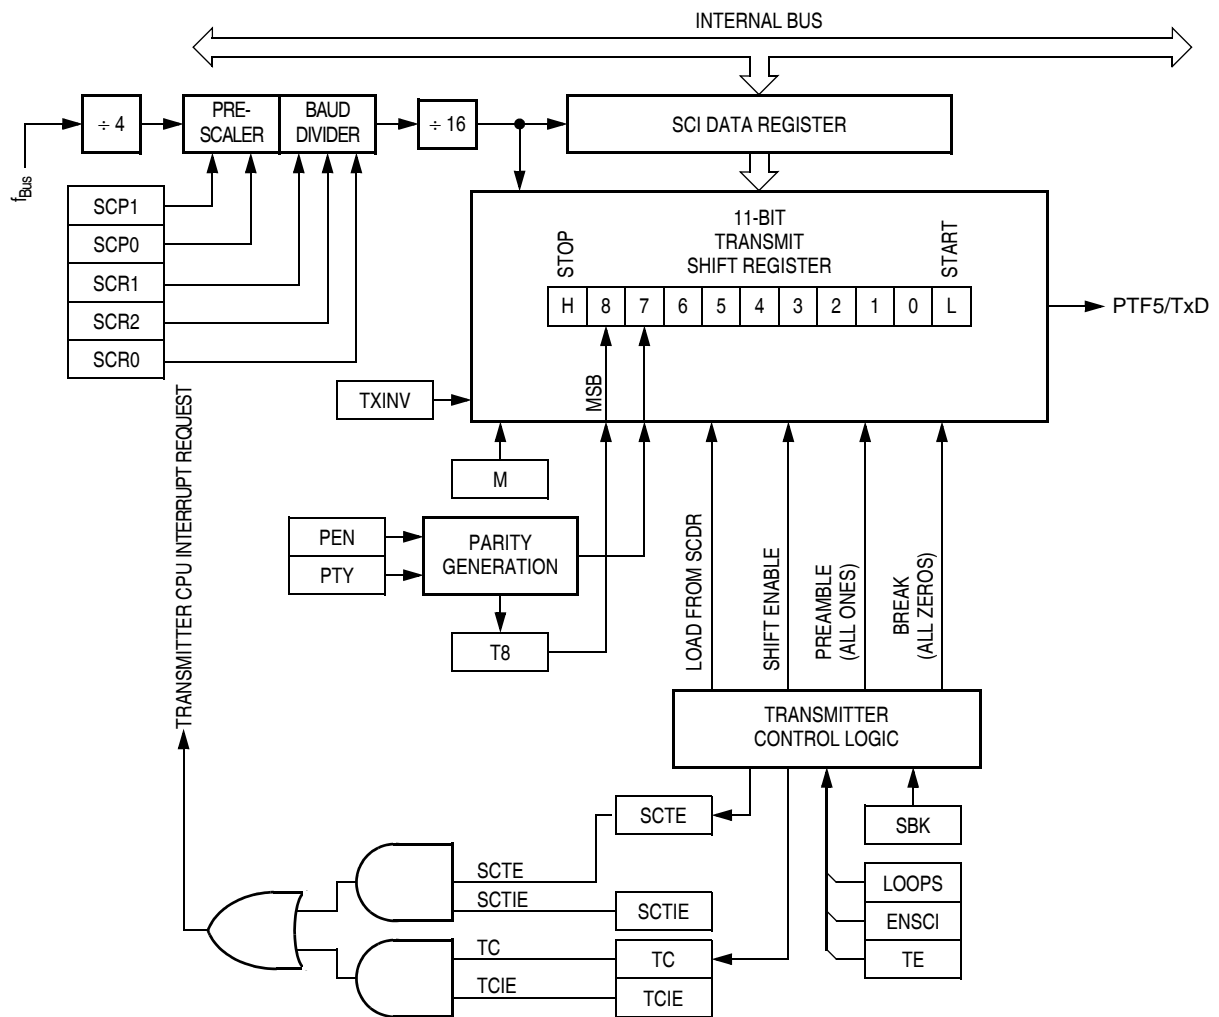 INTERNAL BUS
÷ 4
PRE-
SCALER
BAUD
DIVIDER
÷ 16
SCI DATA REGISTER
fBus
SCP1
SCP0
SCR1
SCR2
SCR0
11-BIT
TRANSMIT
SHIFT REGISTER
STOP
START
H 8 7 6 5 4 3 2 1 0 L
PTF5/TxD
TXINV
MSB
M
PEN
PTY
PARITY
GENERATION
T8
LOAD FROM SCDR
SHIFT ENABLE
PREAMBLE
(ALL ONES)
BREAK
(ALL ZEROS)
TRANSMITTER CPU INTERRUPT REQUEST
TRANSMITTER
CONTROL LOGIC
SCTE
SBK
SCTE
SCTIE
SCTIE
LOOPS
ENSCI
TE
TC
TC
TCIE
TCIE